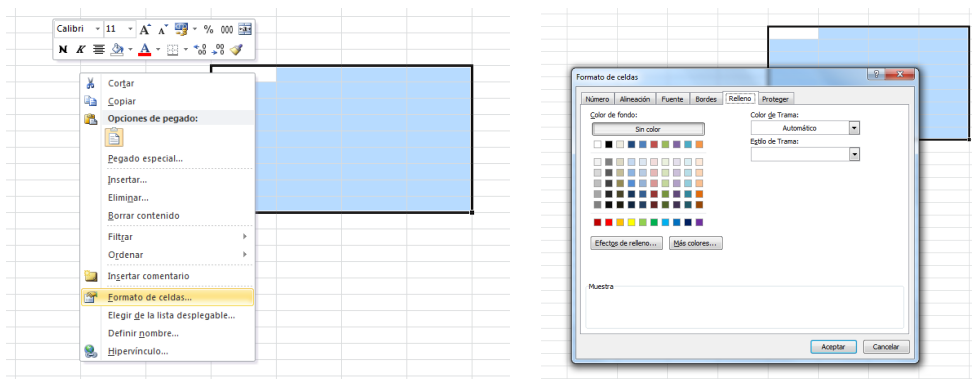 Calibri 11 A A % 000
N K A
Cortar
Copiar
Opciones de pegado:
Pegado especial...
Insertar...
Eliminar...
Borrar contenido
Filtrar
Ordenar
Insertar comentario
Formato de celdas...
Elegir de la lista desplegable...
Definir nombre...
Hipervínculo...
Formato de celdas
Número Alineación Fuente Bordes Relleno Proteger
Color de fondo:
Sin color
Color de Trama:
Automático
Estilo de Trama:
Efectos de relleno... Más colores...
Muestra
Aceptar Cancelar